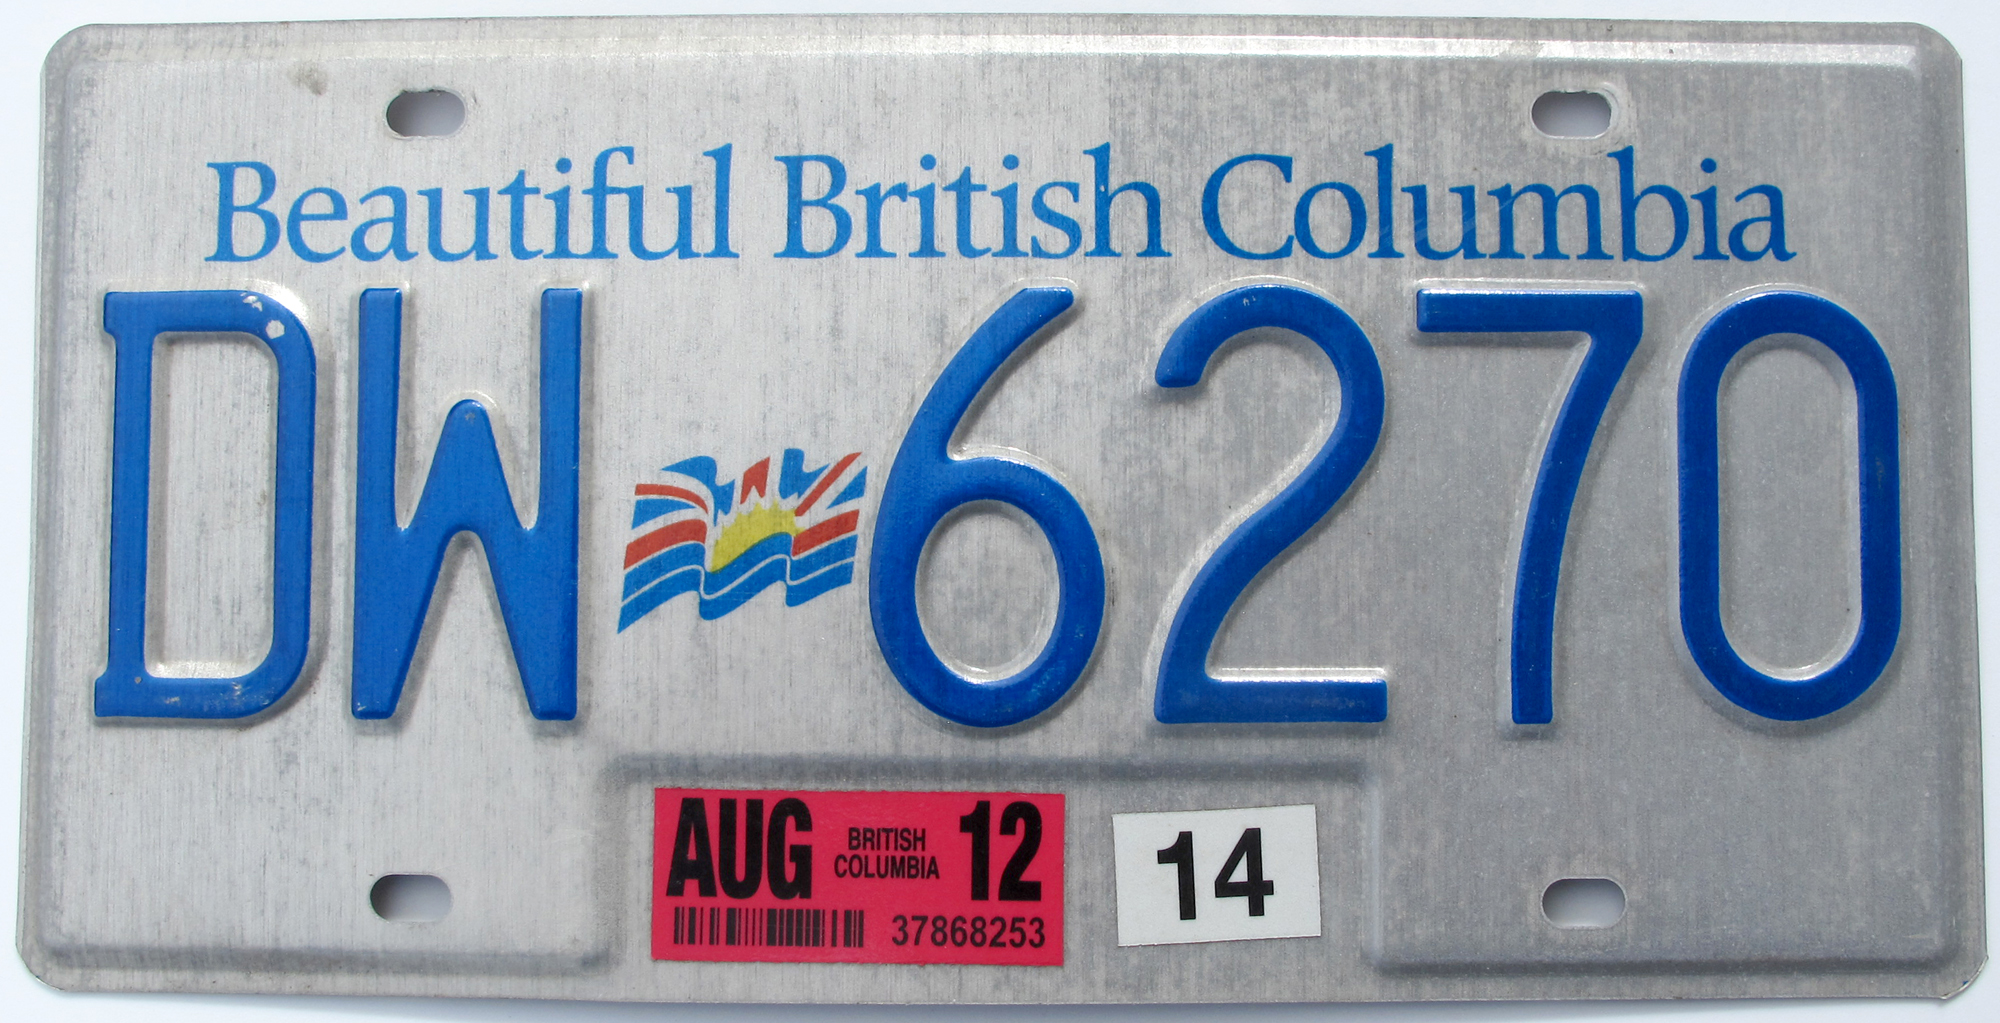 Beautiful British Columbia
DW 6270
AUG BRITISH COLUMBIA 12
37868253
14